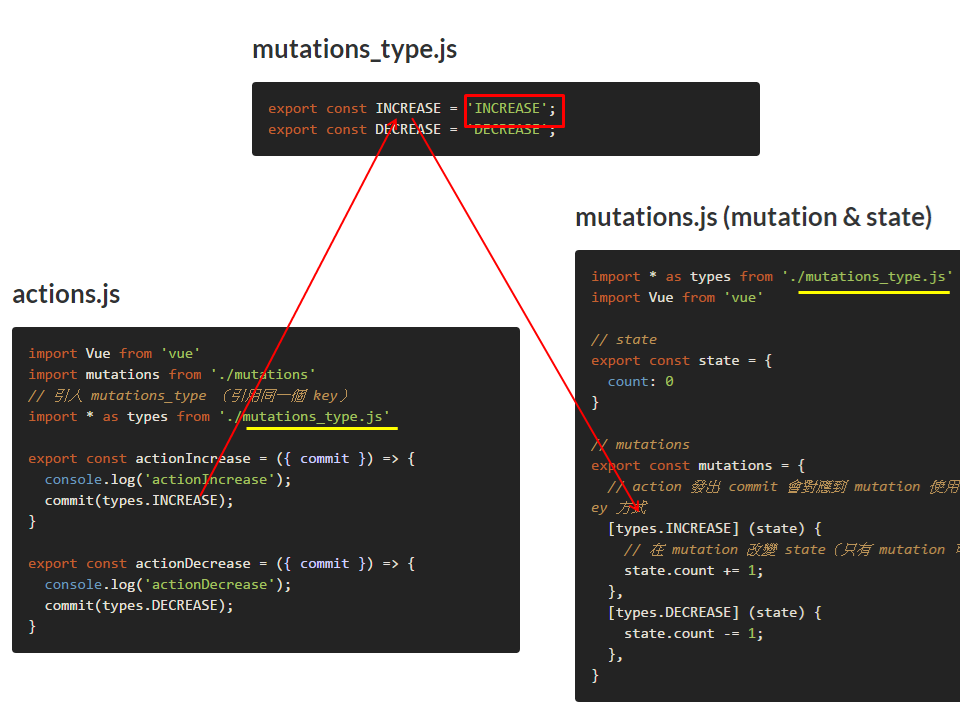 mutations_type.js
export const INCREASE = 'INCREASE';
export const DECREASE = 'DECREASE';
actions.js
import Vue from 'vue'
import mutations from './mutations'
// 引入 mutations_type （引用同一個 key）
import * as types from './mutations_type.js'
export const actionIncrease = ({ commit }) => {
console.log('actionIncrease');
commit(types.INCREASE);
}
export const actionDecrease = ({ commit }) => {
console.log('actionDecrease');
commit(types.DECREASE);
}
mutations.js (mutation & state)
import * as types from './mutations_type.js'
import Vue from 'vue'
// state
export const state = {
count: 0
}
// mutations
export const mutations = {
// action 發出 commit 會對應到 mutation 使用
ey 方式
[types.INCREASE] (state) {
// 在 mutation 改變 state（只有 mutation
state.count += 1;
},
[types.DECREASE] (state) {
state.count -= 1;
},
}